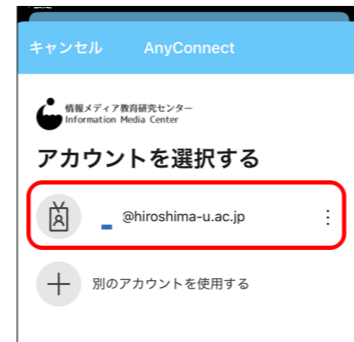 キャンセル
AnyConnect
情報メディア教育研究センター
Information Media Center
アカウントを選択する
@hiroshima-u.ac.jp
別のアカウントを使用する